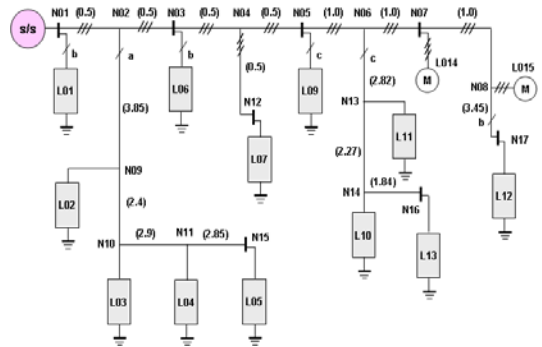 N01 (0.5) N02 (0.5) N03 (0.5) N04 (0.5) N05 (1.0) N06 (1.0) N07 (1.0)
s/s
b a b c c L014 L015
(0.5) M N08 M
L01 L06 L09 (2.82)
(3.05) N12 N13 (3.45)
b N17
L07 L11
(2.27)
N09 L12
L02 N14 (1.84)
(2.4) N16
N10 (2.9) N11 (2.85) N15 L10
L13
L03 L04 L05